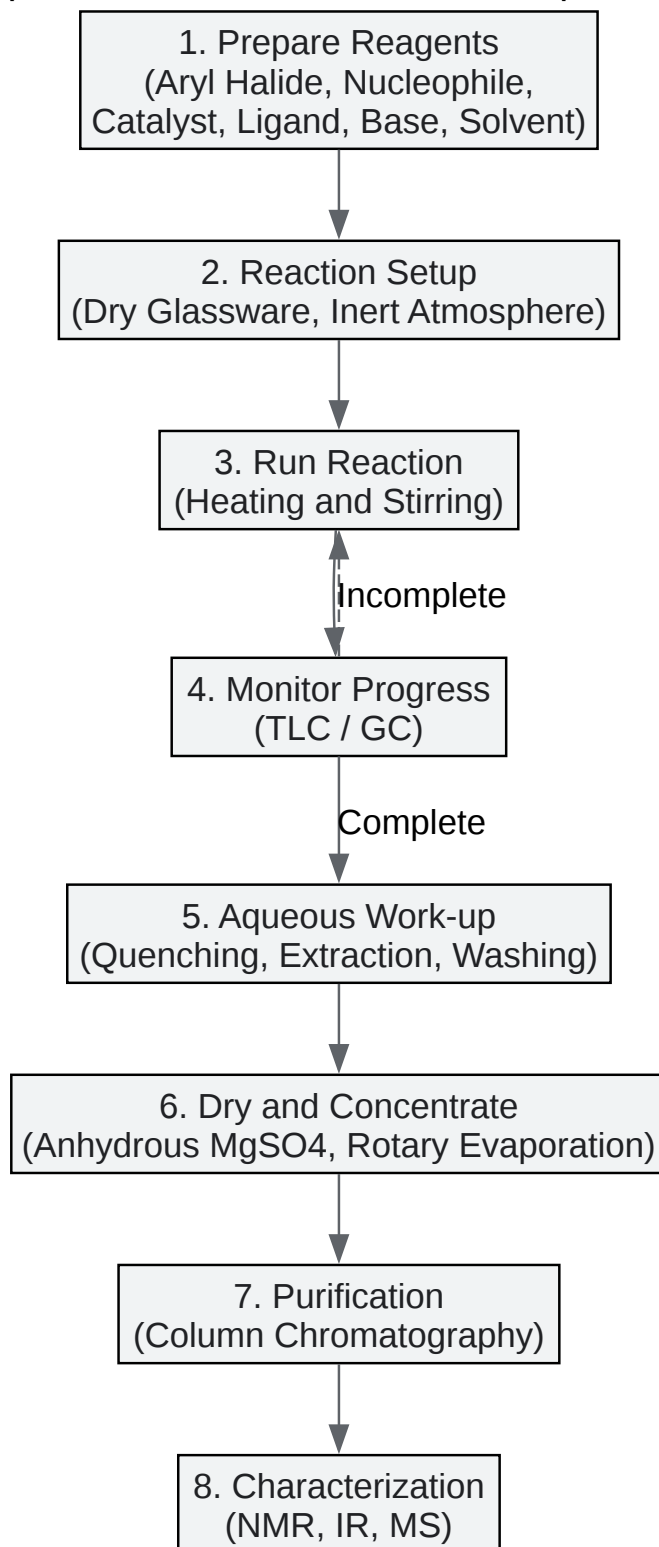 1. Prepare Reagents
(Aryl Halide, Nucleophile,
Catalyst, Ligand, Base, Solvent)
2. Reaction Setup
(Dry Glassware, Inert Atmosphere)
3. Run Reaction
(Heating and Stirring)
Incomplete
4. Monitor Progress
(TLC / GC)
Complete
5. Aqueous Work-up
(Quenching, Extraction, Washing)
6. Dry and Concentrate
(Anhydrous MgSO4, Rotary Evaporation)
7. Purification
(Column Chromatography)
8. Characterization
(NMR, IR, MS)